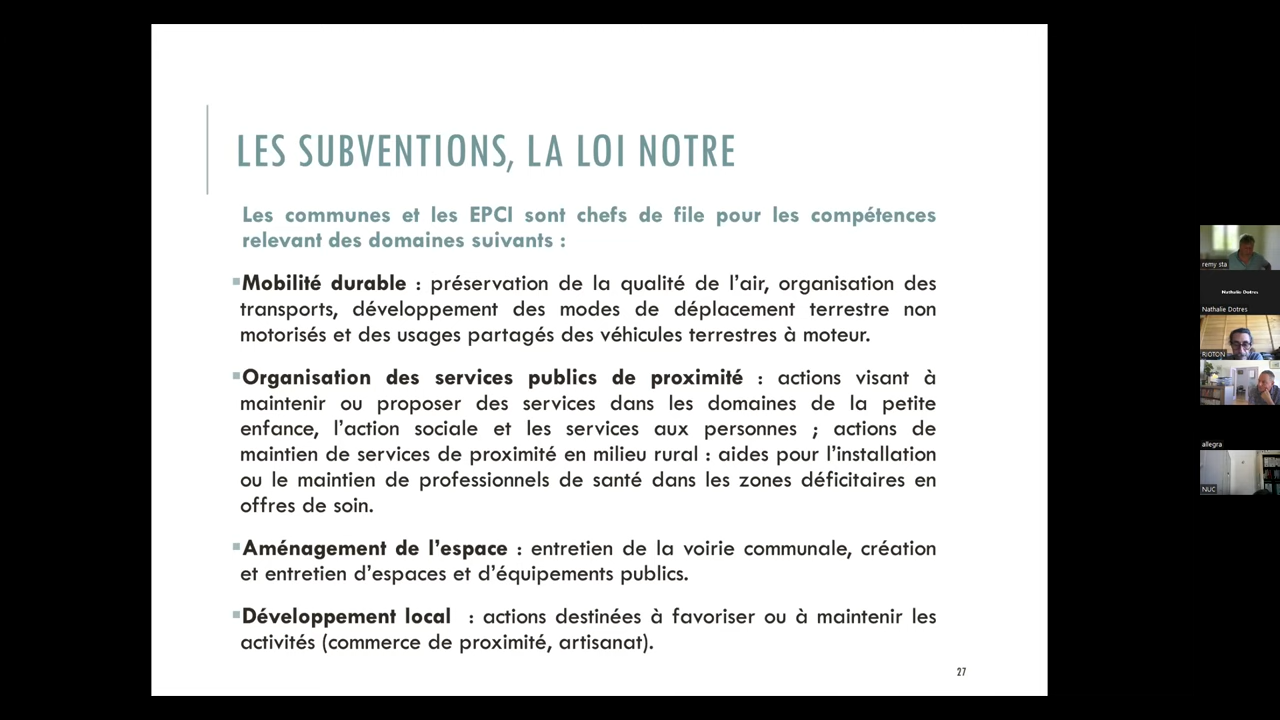 LES SUBVENTIONS, LA LOI NOTRE
Les communes et les EPCI sont chefs de file pour les compétences
relevant des domaines suivants :
Mobilité durable : préservation de la qualité de l'air, organisation des
transports, développement des modes de déplacement terrestre non
motorisés et des usages partagés des véhicules terrestres à moteur.
Organisation des services publics de proximité : actions visant à
maintenir ou proposer des services dans les domaines de la petite
enfance, l'action sociale et les services aux personnes ; actions de
maintien de services de proximité en milieu rural : aides pour l'installation
ou le maintien de professionnels de santé dans les zones déficitaires en
offres de soin.
Aménagement de l'espace : entretien de la voirie communale, création
et entretien d'espaces et d'équipements publics.
Développement local : actions destinées à favoriser ou à maintenir les
activités (commerce de proximité, artisanat).
27
remy sta
Nathalie Dotres
Nathalie Dotres
RIOTON
allegra
NUC